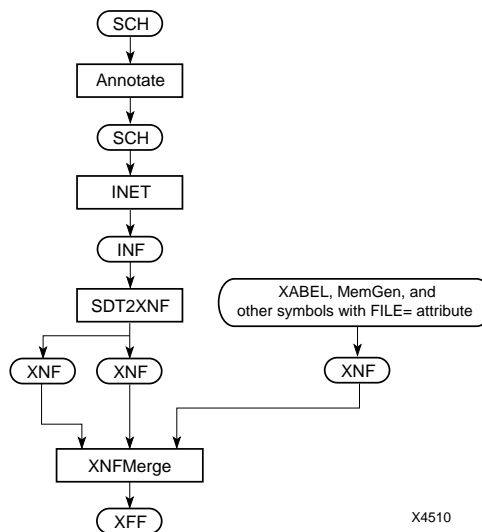 SCH
Annotate
SCH
INET
INF
SDT2XNF
XABEL, MemGen, and
other symbols with FILE= attribute
XNF
XNF
XNF
XNFMerge
XFF
X4510